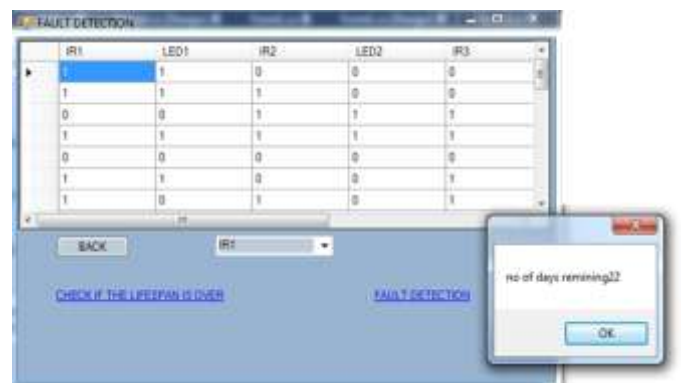 FAULT DETECTION
IR1 LED1 IR2 LED2 IR3
1 1 0 0 0
1 1 1 0 0
0 0 1 1 1
1 1 1 1 1
0 0 0 0 0
1 1 0 0 1
1 0 1 0 1
BACK IR1
CHECK IF THE LIFESPAN IS OVER FAULT DETECTION
no of days remining22
OK